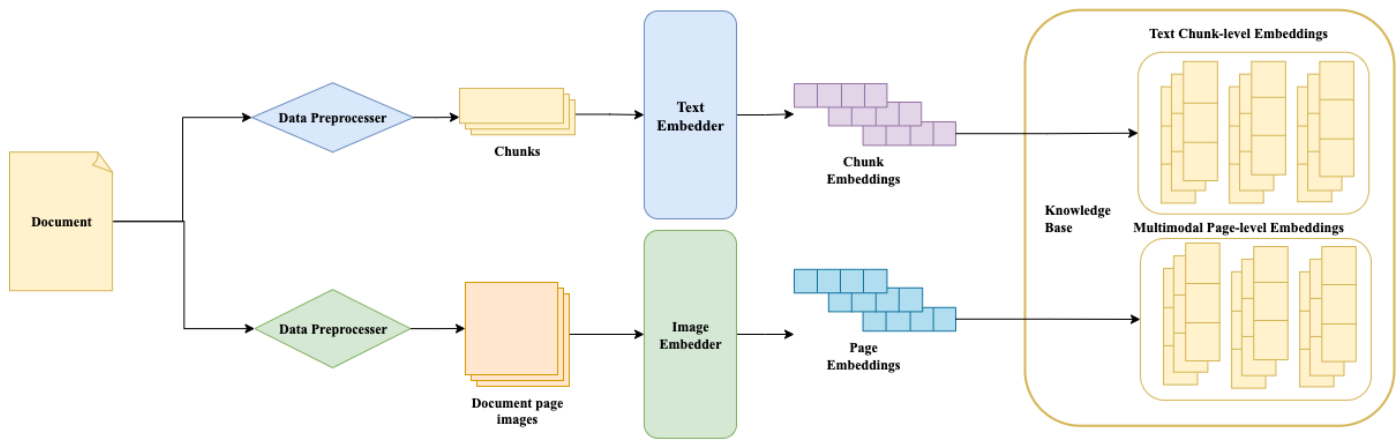 Document
Data Preprocesser
Chunks
Text
Embedder
Chunk
Embeddings
Data Preprocesser
Document page
images
Image
Embedder
Page
Embeddings
Knowledge
Base
Text Chunk-level Embeddings
Multimodal Page-level Embeddings